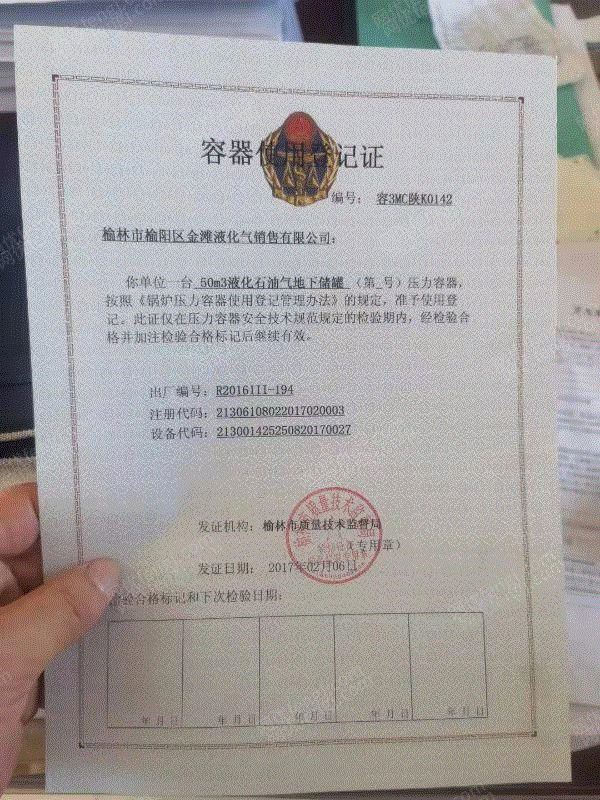 容器使用登记证
编号： 容3MC陕K0142
榆林市榆阳区金滩液化气销售有限公司：
你单位一台 50m3液化石油气地下储罐 （第 号）压力容器，
按照《锅炉压力容器使用登记管理办法》的规定，准予使用登
记。此证仅在压力容器安全技术规范规定的检验期内，经检验合
格并加注检验合格标记后继续有效。
出厂编号：R2016III-194
注册代码：21306108022017020003
设备代码：213001425250820170027
发证机构：榆林市质量技术监督局
（专用章）
发证日期： 2017年02月06日
检验合格标记和下次检验日期：
年 月 日 年 月 日 年 月 日 年 月 日 年 月 日